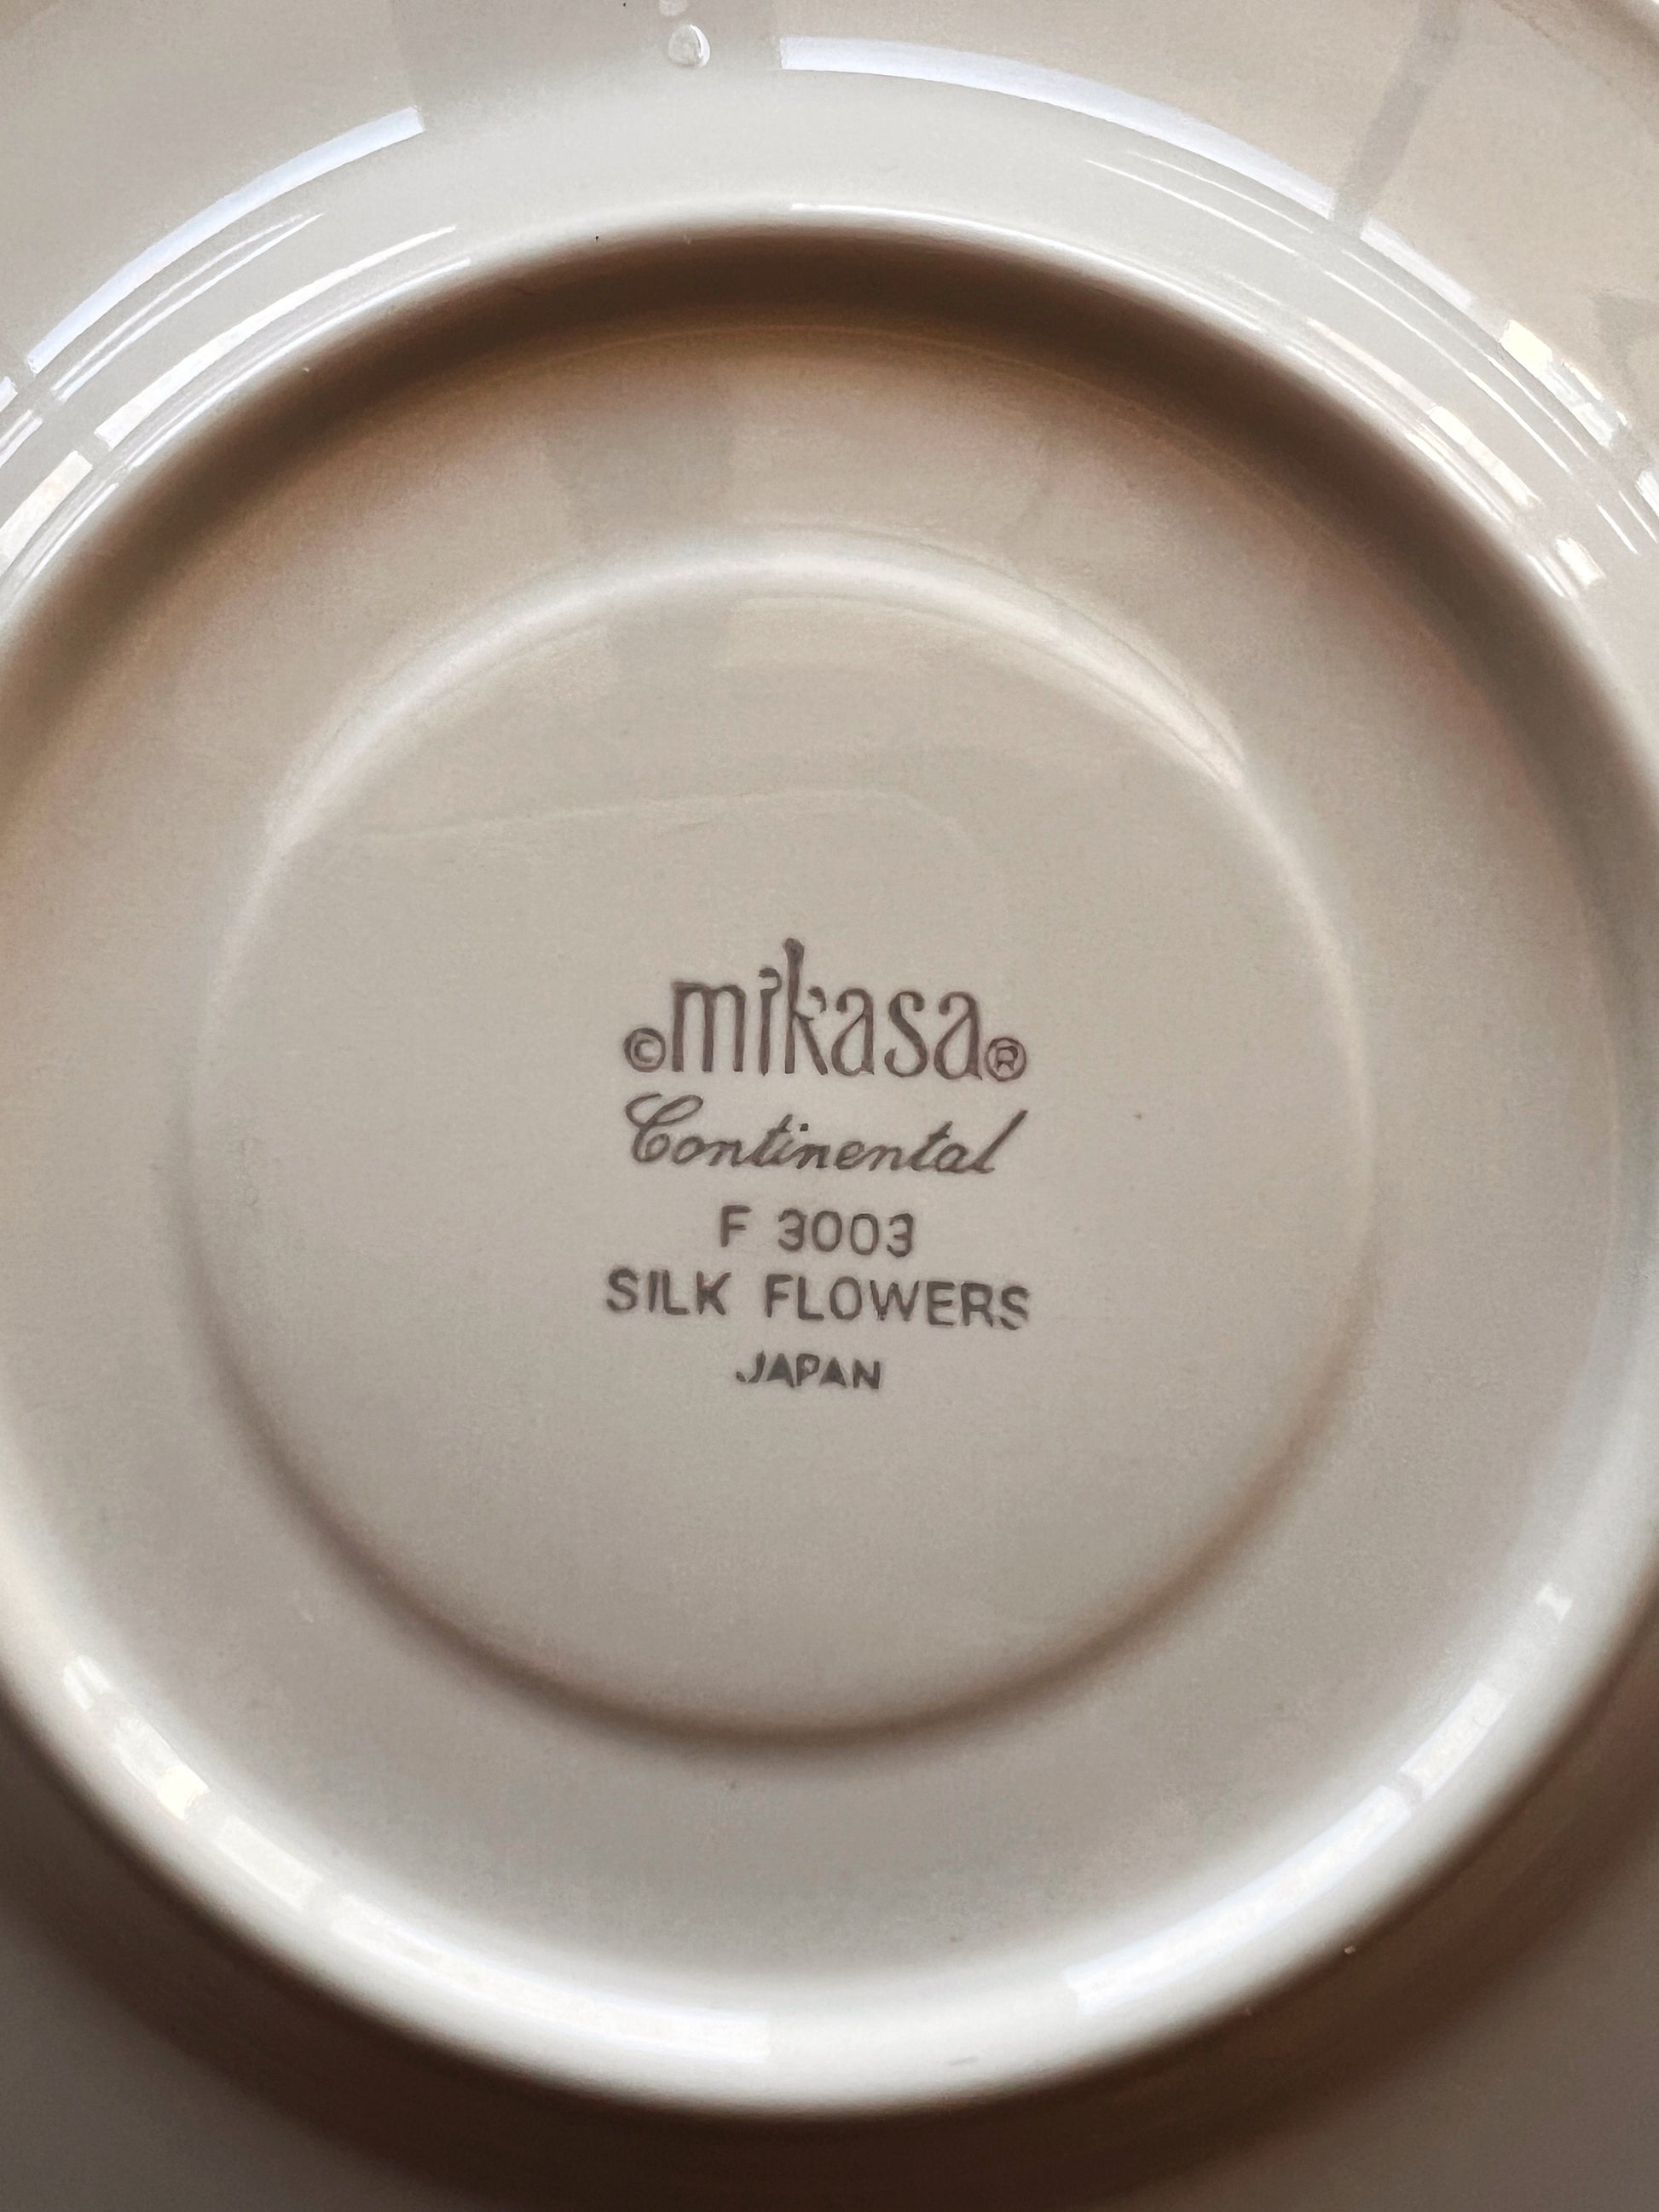 ©mikasa®
Continental
F 3003
SILK FLOWERS
JAPAN